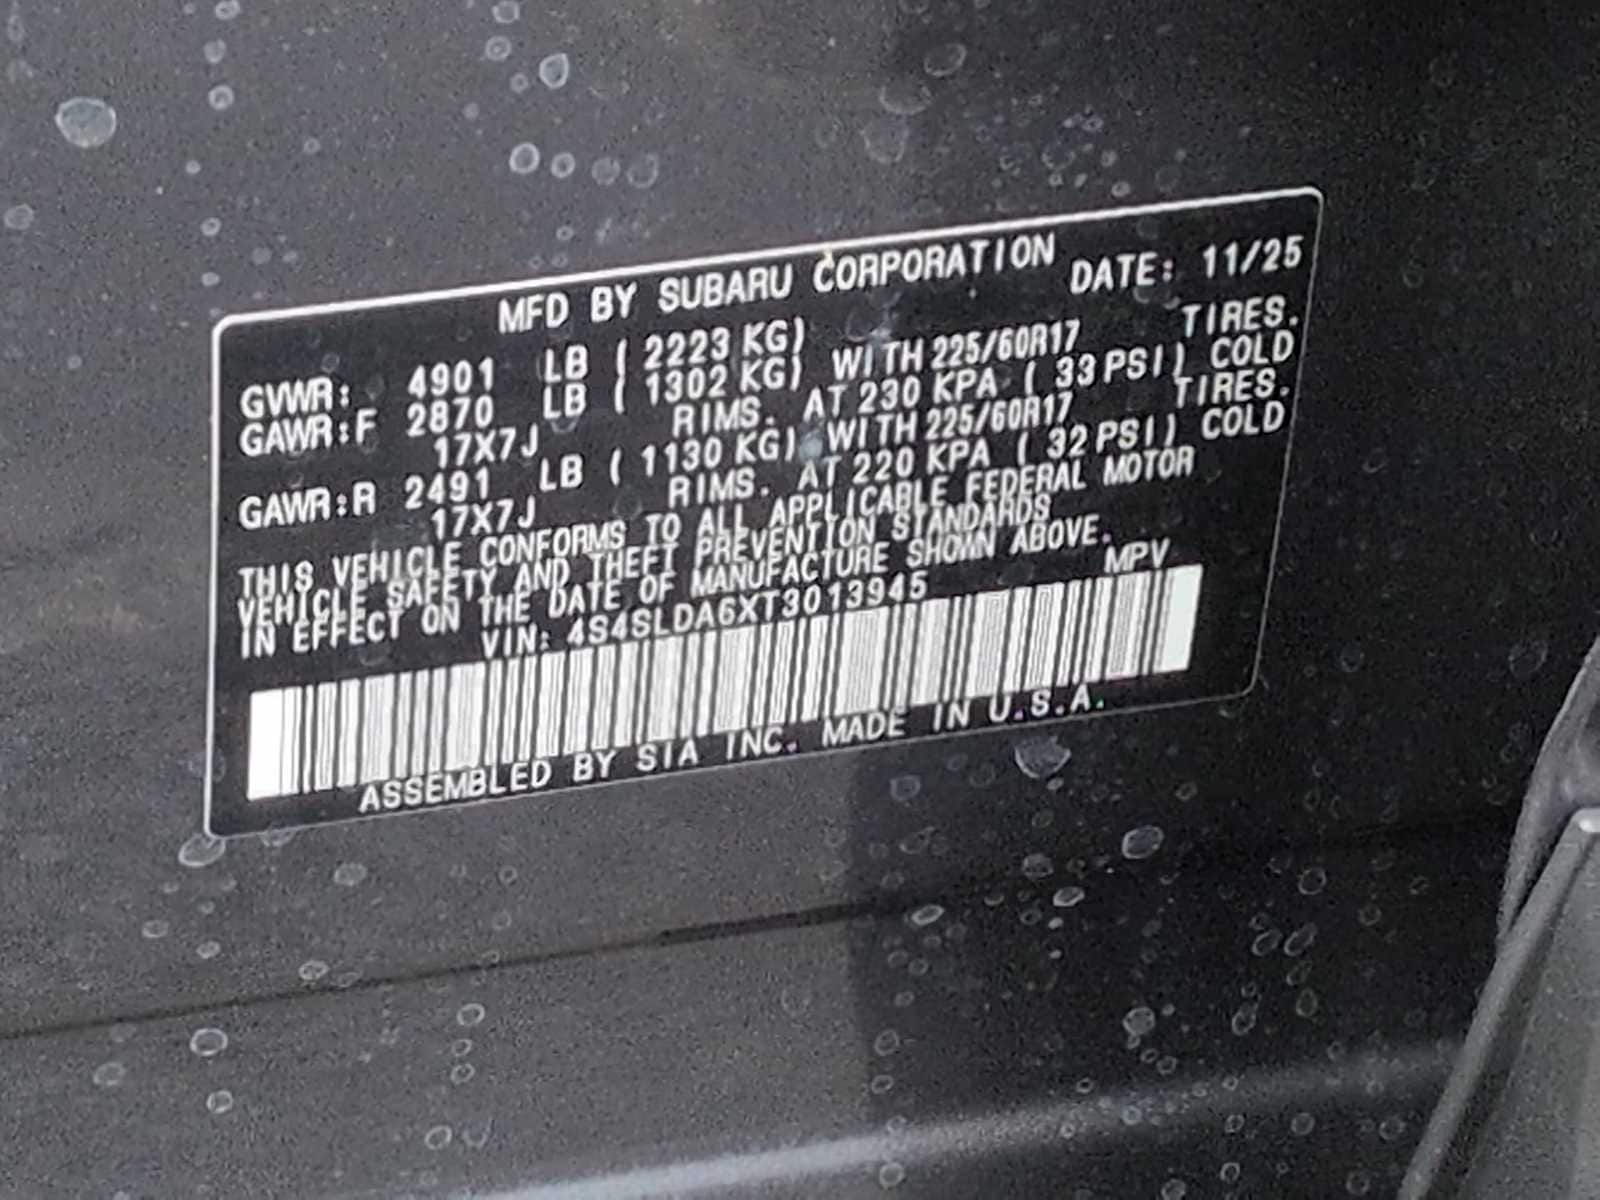 MFD BY SUBARU CORPORATION DATE: 11/25
GVWR: 4901 LB ( 2223 KG)
GAWR:F 2870 LB ( 1302 KG) WITH 225/60R17 TIRES.
17X7J RIMS. AT 230 KPA ( 33 PSI) COLD
GAWR:R 2491 LB ( 1130 KG) WITH 225/60R17 TIRES.
17X7J RIMS. AT 220 KPA ( 32 PSI) COLD
THIS VEHICLE CONFORMS TO ALL APPLICABLE FEDERAL MOTOR
VEHICLE SAFETY AND THEFT PREVENTION STANDARDS
IN EFFECT ON THE DATE OF MANUFACTURE SHOWN ABOVE.
VIN: 4S4SLDA6XT3013945 MPV
ASSEMBLED BY SIA INC. MADE IN U.S.A.